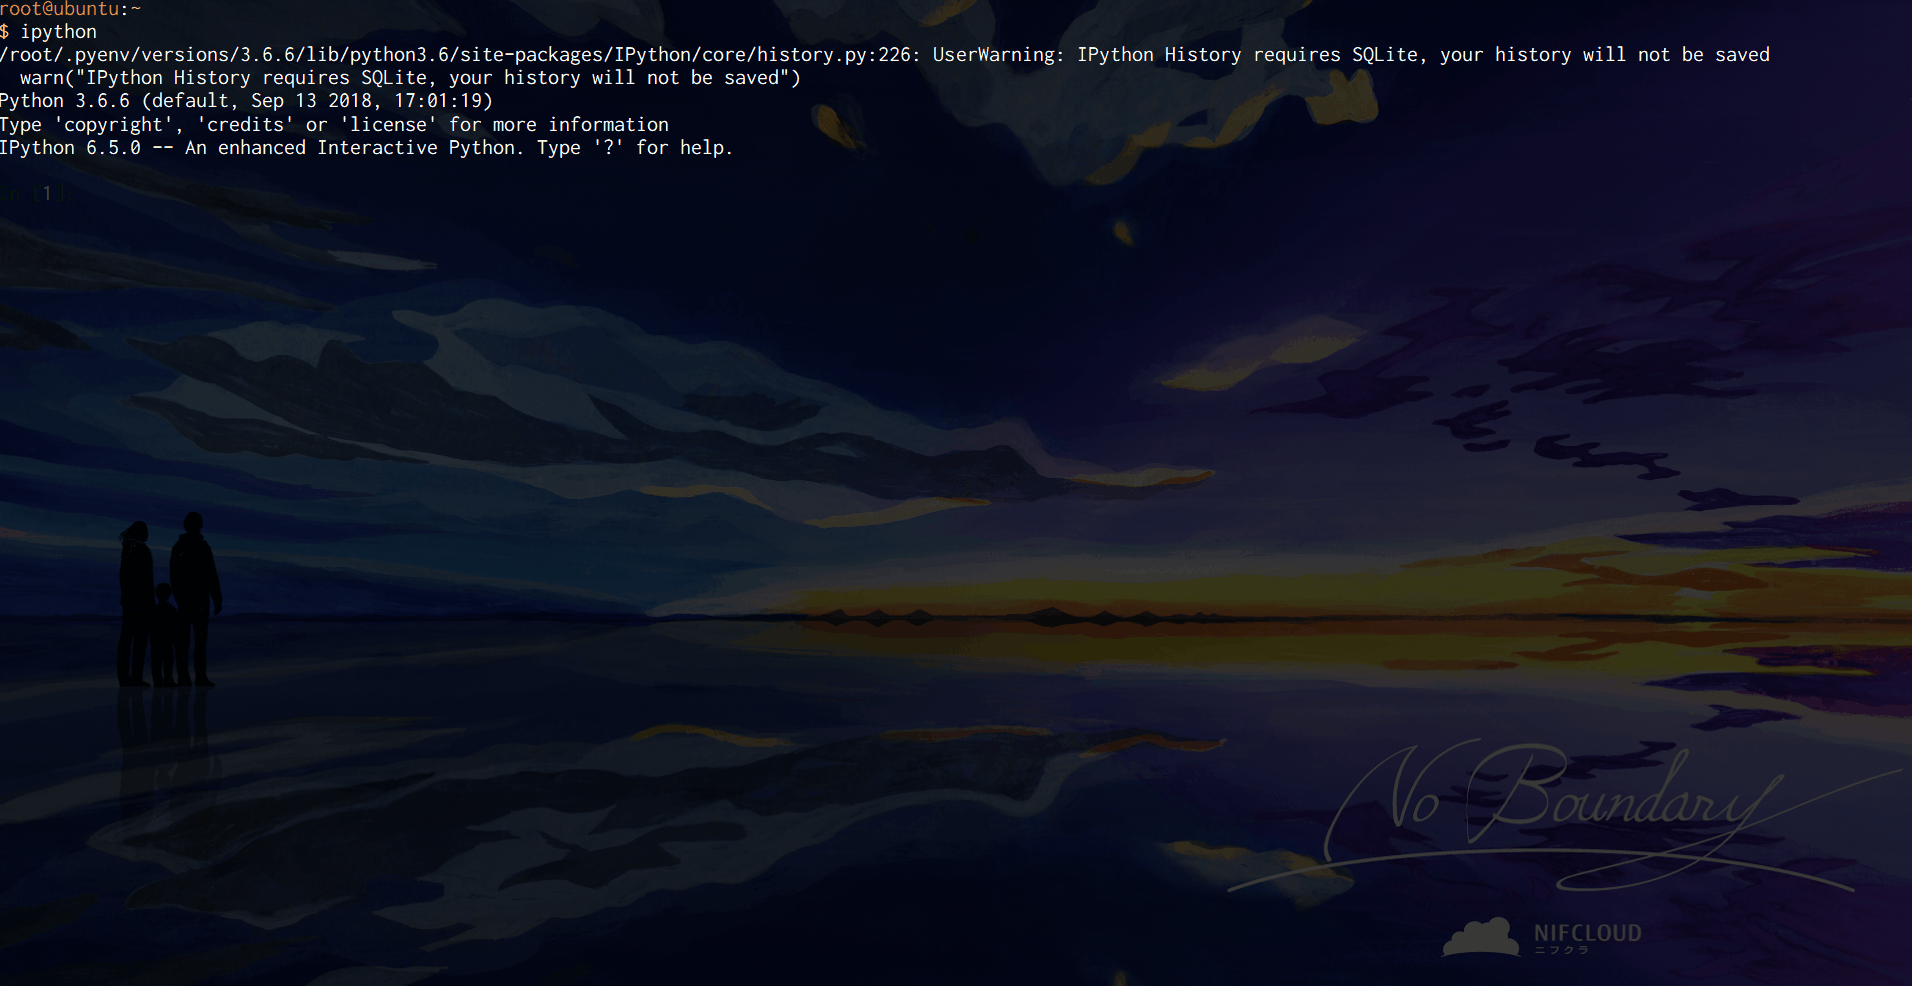 root@ubuntu:~
$ ipython
/root/.pyenv/versions/3.6.6/lib/python3.6/site-packages/IPython/core/history.py:226: UserWarning: IPython History requires SQLite, your history will not be saved
  warn("IPython History requires SQLite, your history will not be saved")
Python 3.6.6 (default, Sep 13 2018, 17:01:19)
Type 'copyright', 'credits' or 'license' for more information
IPython 6.5.0 -- An enhanced Interactive Python. Type '?' for help.
n [1]
No Boundary
NIFCLOUD
ニフクラ